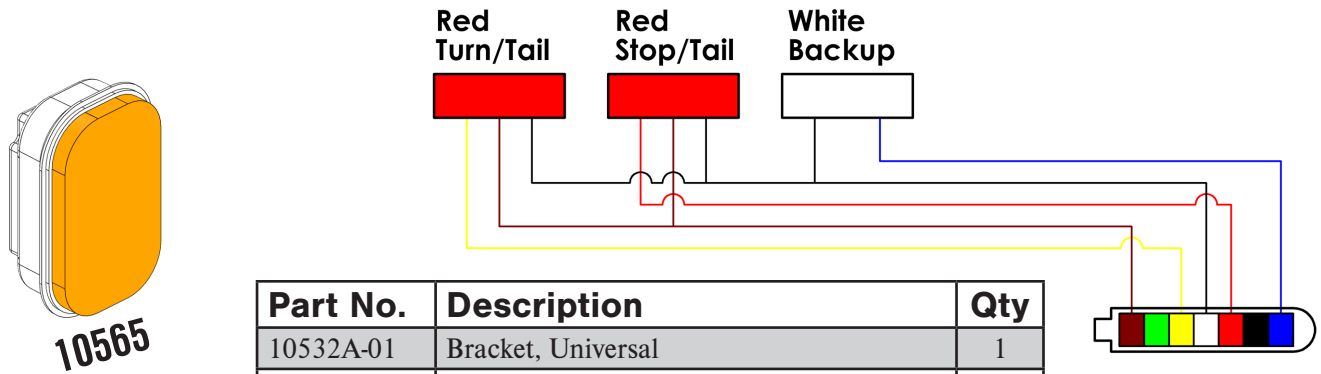 Red
Turn/Tail
Red
Stop/Tail
White
Backup
10565
Part No. Description Qty
10532A-01 Bracket, Universal 1